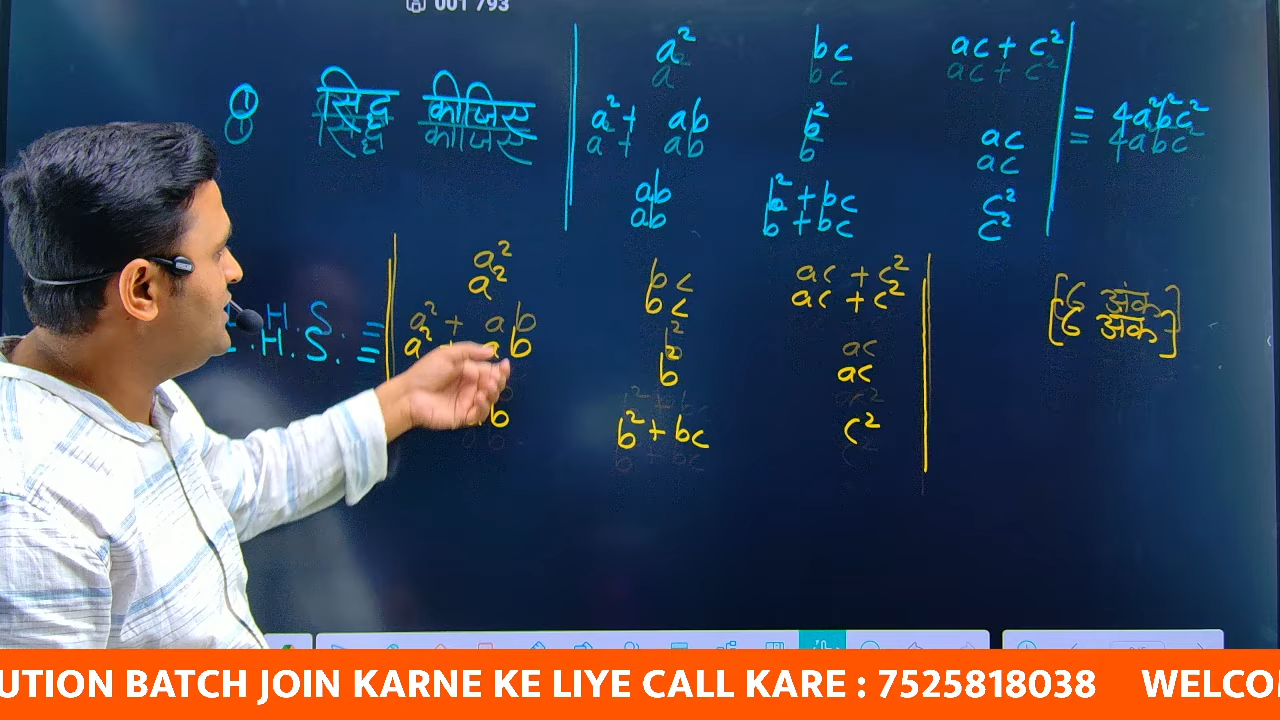 001 793
① सिद्ध कीजिए | a² bc ac + c² |
| a² + ab b² ac | = 4a²b²c²
| ab b² + bc c² |
L.H.S. = | a² bc ac + c² |
| a² + ab b² ac | [6 अंक]
| ab b² + bc c² |
UTION BATCH JOIN KARNE KE LIYE CALL KARE : 7525818038 WELCO